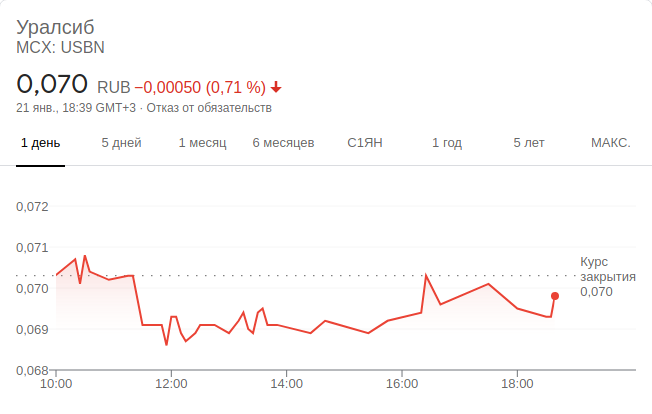 Уралсиб
MCX: USBN
0,070 RUB −0,00050 (0,71 %)
21 янв., 18:39 GMT+3 · Отказ от обязательств
1 день 5 дней 1 месяц 6 месяцев С1ЯН 1 год 5 лет МАКС.
0,072
0,071
0,070
0,069
0,068
Курс
закрытия
0,070
10:00 12:00 14:00 16:00 18:00